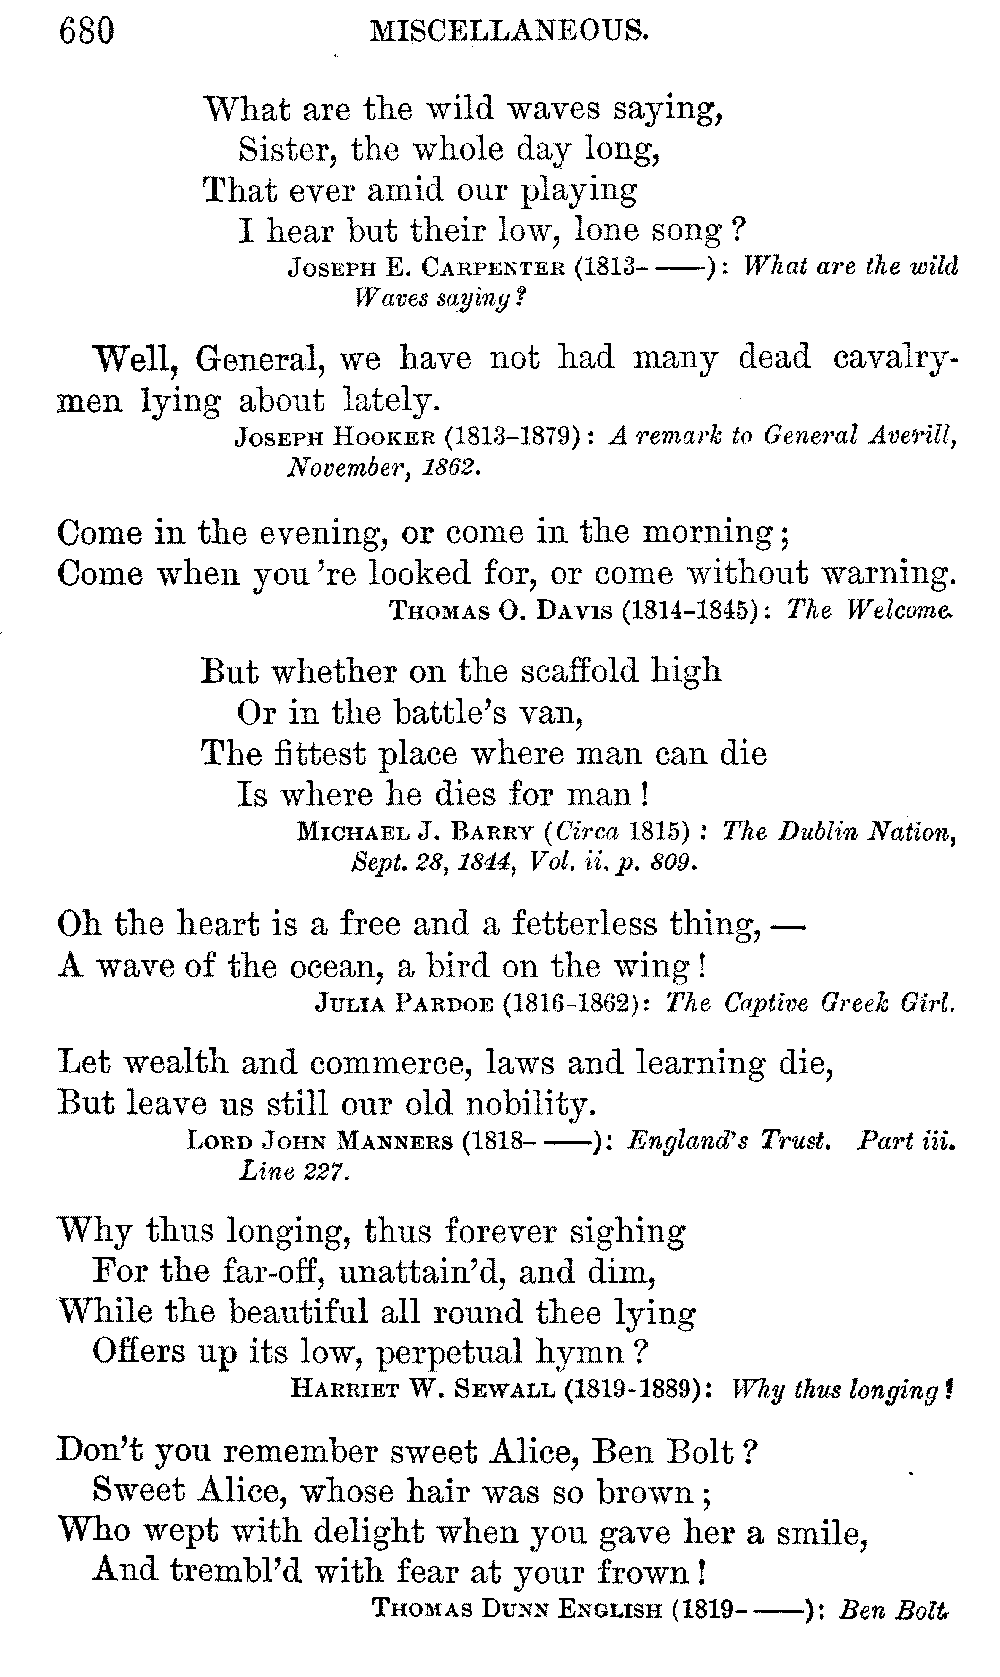 680 MISCELLANEOUS.
What are the wild waves saying,
Sister, the whole day long,
That ever amid our playing
I hear but their low, lone song ?
JOSEPH E. CARPENTER (1813- ——): What are the wild
Waves saying?
Well, General, we have not had many dead cavalry-
men lying about lately.
JOSEPH HOOKER (1813–1879): A remark to General Averill,
November, 1862.
Come in the evening, or come in the morning;
Come when you 're looked for, or come without warning.
THOMAS O. DAVIS (1814–1845): The Welcome.
But whether on the scaffold high
Or in the battle's van,
The fittest place where man can die
Is where he dies for man !
MICHAEL J. BARRY (Circa 1815) : The Dublin Nation,
Sept. 28, 1844, Vol. ii. p. 809.
Oh the heart is a free and a fetterless thing, —
A wave of the ocean, a bird on the wing !
JULIA PARDOE (1816–1862): The Captive Greek Girl.
Let wealth and commerce, laws and learning die,
But leave us still our old nobility.
LORD JOHN MANNERS (1818- ——): England's Trust. Part iii.
Line 227.
Why thus longing, thus forever sighing
For the far-off, unattain'd, and dim,
While the beautiful all round thee lying
Offers up its low, perpetual hymn ?
HARRIET W. SEWALL (1819-1889): Why thus longing?
Don't you remember sweet Alice, Ben Bolt ?
Sweet Alice, whose hair was so brown ;
Who wept with delight when you gave her a smile,
And trembl'd with fear at your frown !
THOMAS DUNN ENGLISH (1819- ——): Ben Bolt.